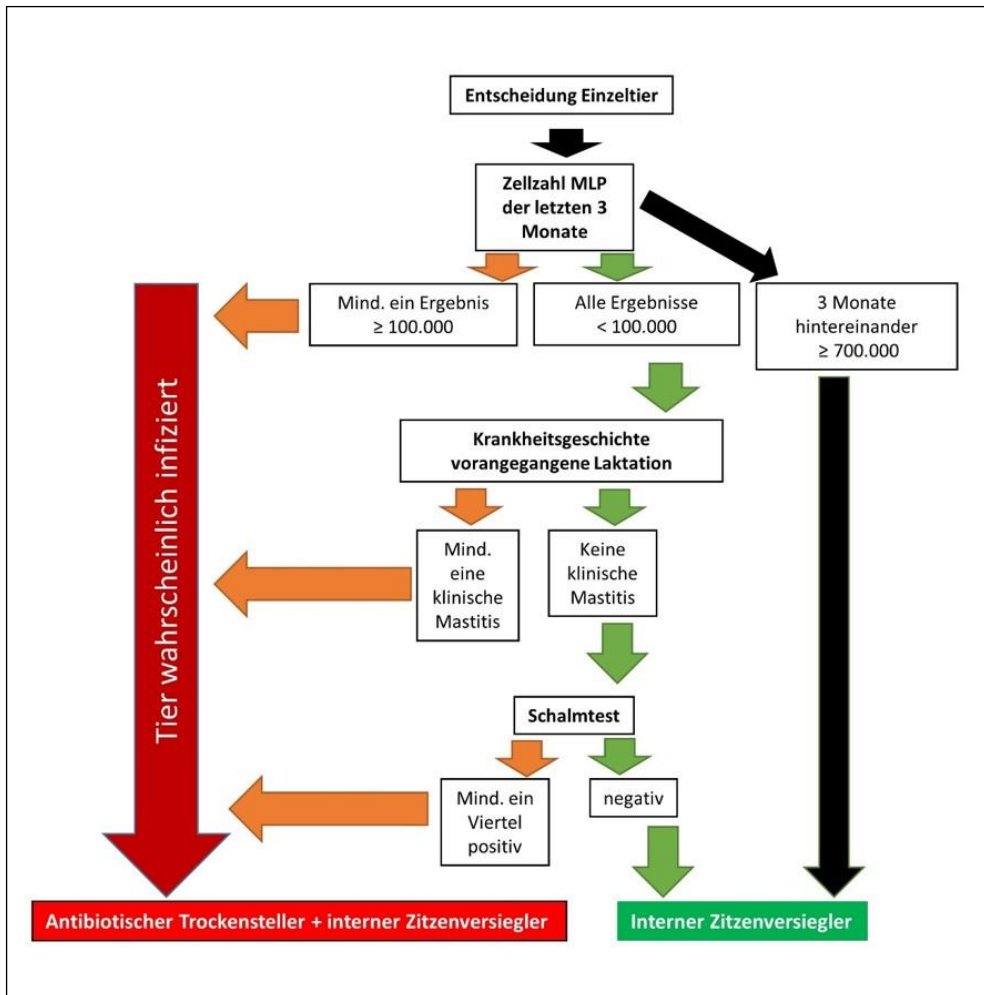 Entscheidung Einzeltier
Zellzahl MLP
der letzten 3
Monate
Mind. ein Ergebnis
≥ 100.000
Alle Ergebnisse
< 100.000
3 Monate
hintereinander
≥ 700.000
Tier wahrscheinlich infiziert
Krankheitsgeschichte
vorangegangene Laktation
Mind.
eine
klinische
Mastitis
Keine
klinische
Mastitis
Schalmtest
Mind. ein
Viertel
positiv
negativ
Antibiotischer Trockensteller + interner Zitzenversiegler
Interner Zitzenversiegler